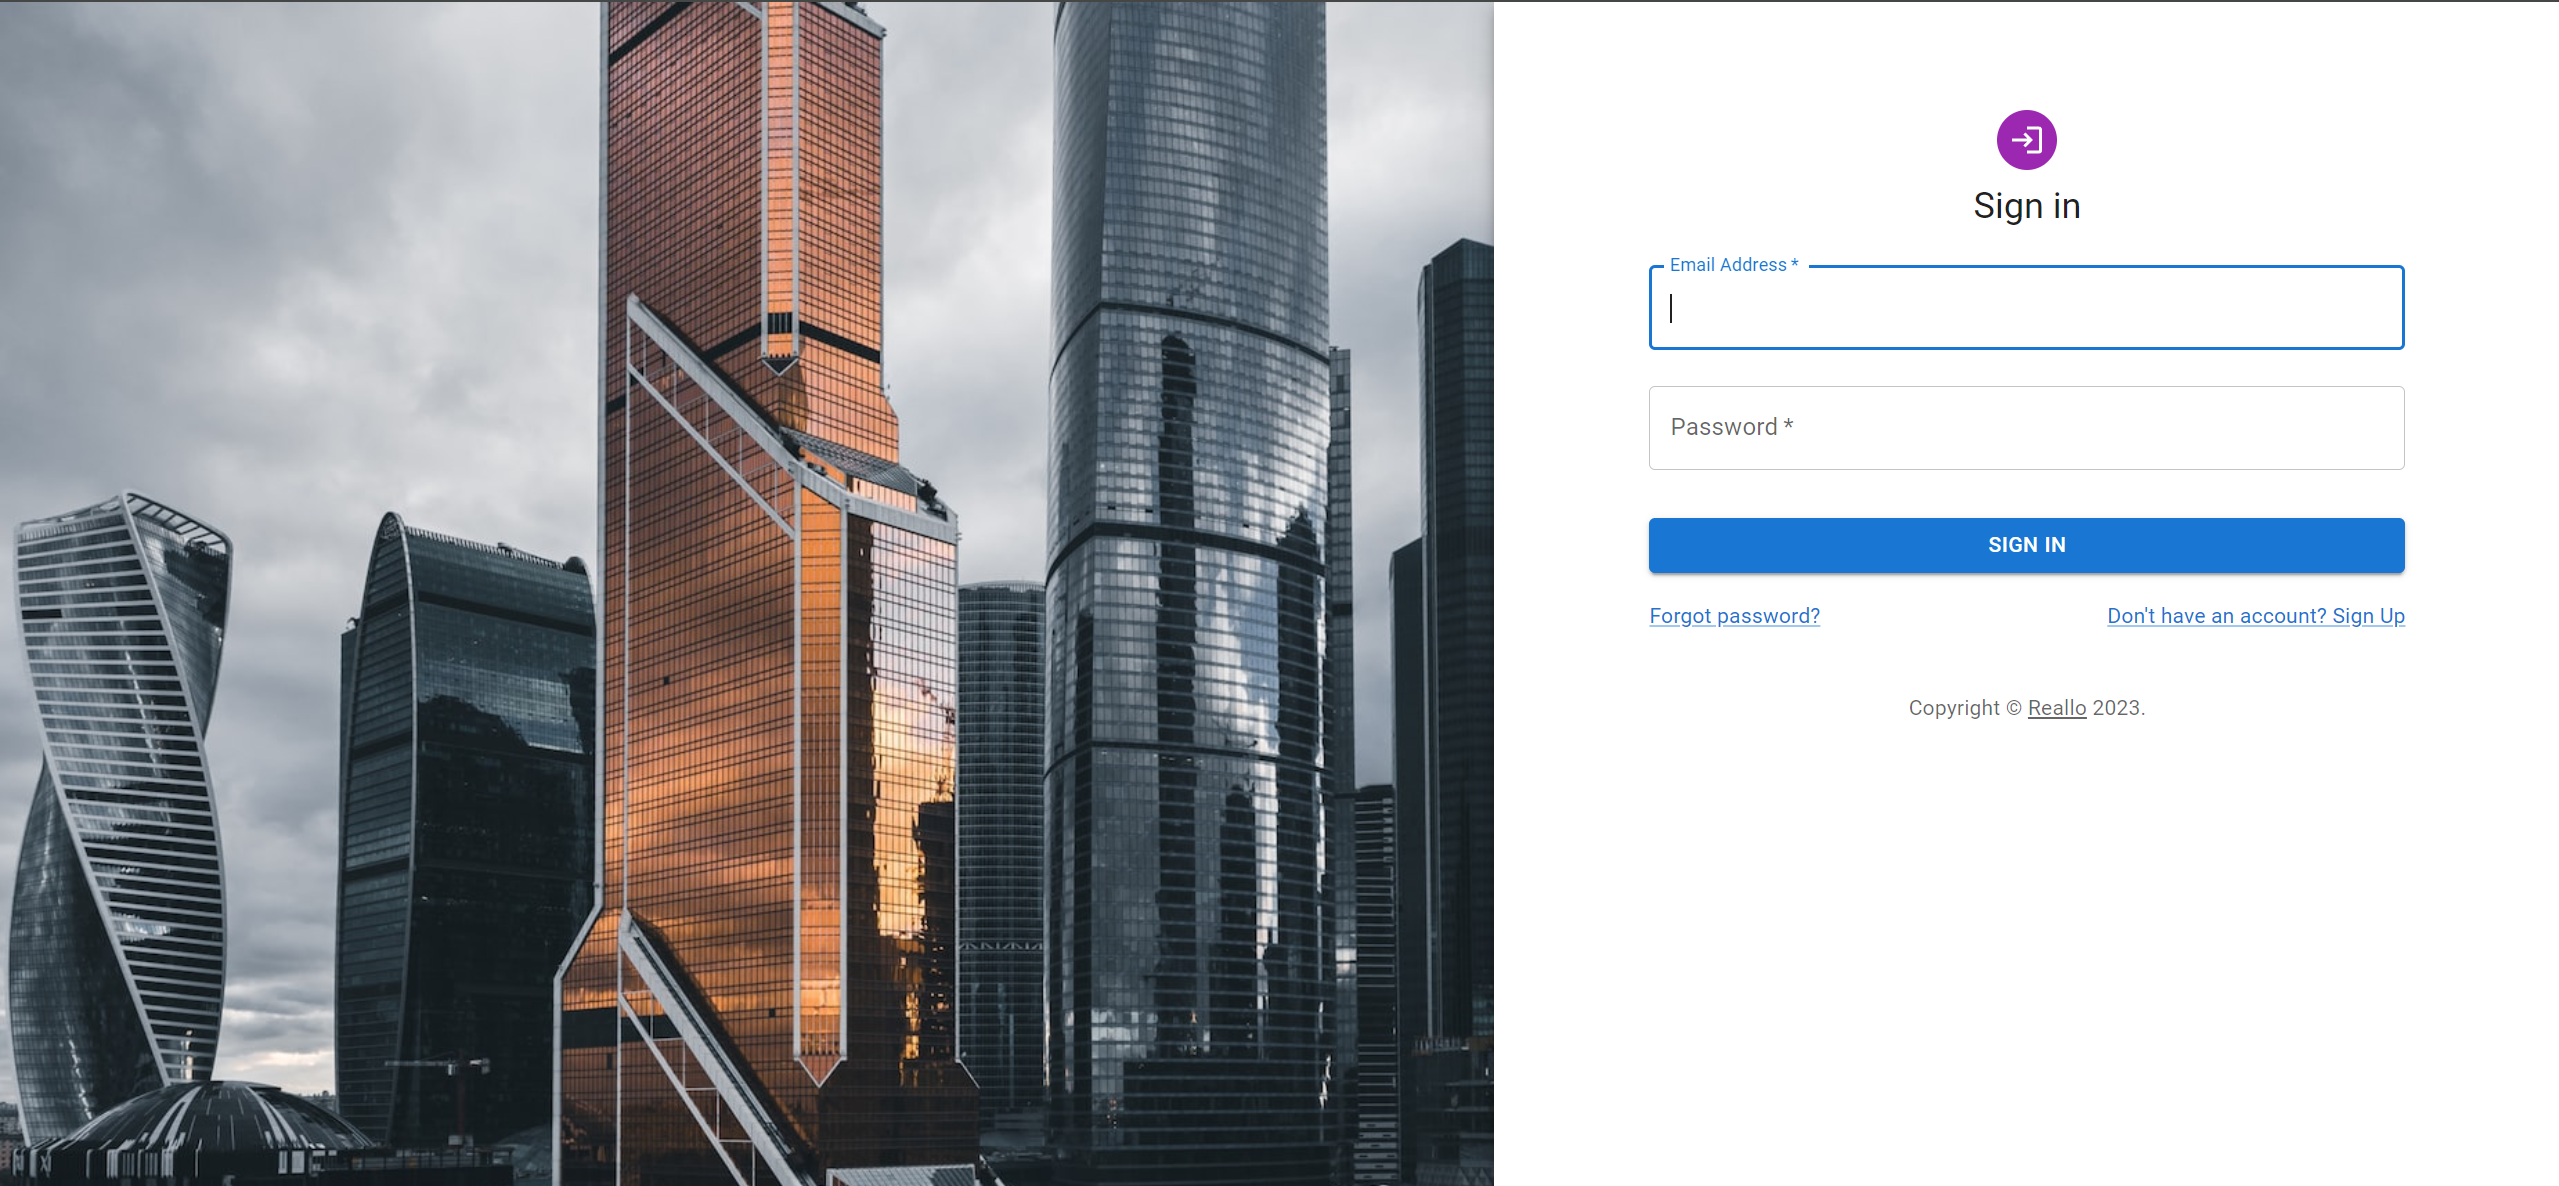 Sign in
Email Address *
Password *
SIGN IN
Forgot password? Don't have an account? Sign Up
Copyright © Reallo 2023.